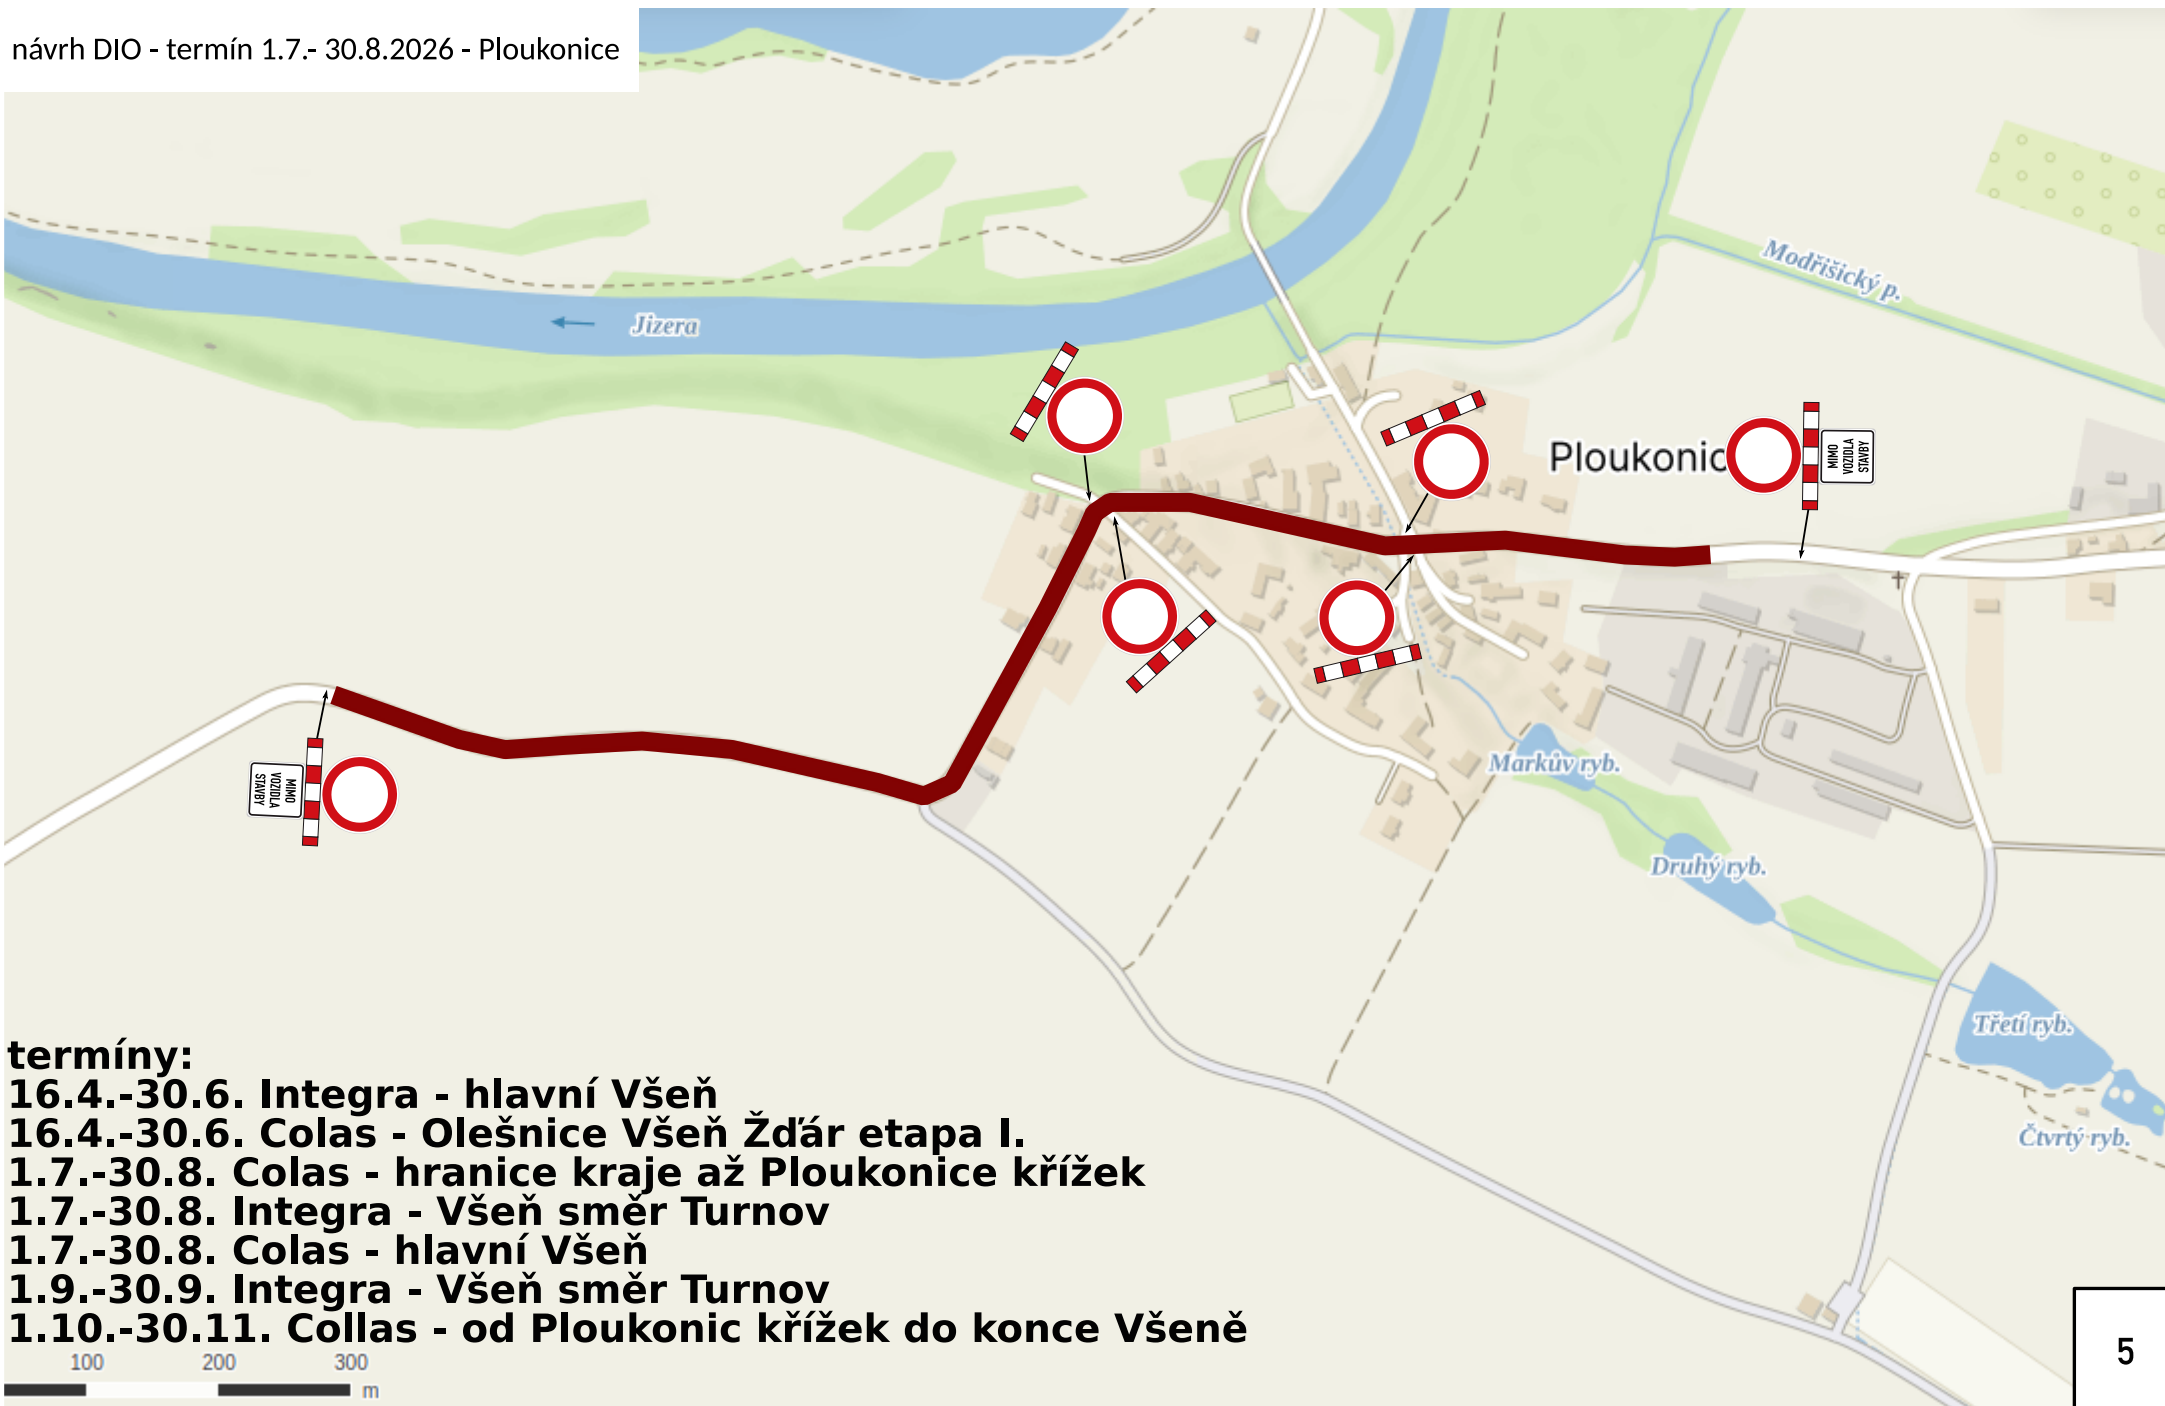 návrh DIO - termín 1.7.- 30.8.2026 - Ploukonice
Modřišický p.
Jizera
Ploukonic
MIMO
VOZIDLA
STAVBY
MIMO
VOZIDLA
STAVBY
Markův ryb.
Druhý ryb.
Třetí ryb.
Čtvrtý ryb.
termíny:
16.4.-30.6. Integra - hlavní Všeň
16.4.-30.6. Colas - Olešnice Všeň Žďár etapa I.
1.7.-30.8. Colas - hranice kraje až Ploukonice křížek
1.7.-30.8. Integra - Všeň směr Turnov
1.7.-30.8. Colas - hlavní Všeň
1.9.-30.9. Integra - Všeň směr Turnov
1.10.-30.11. Collas - od Ploukonic křížek do konce Všeně
100 200 300
m
5